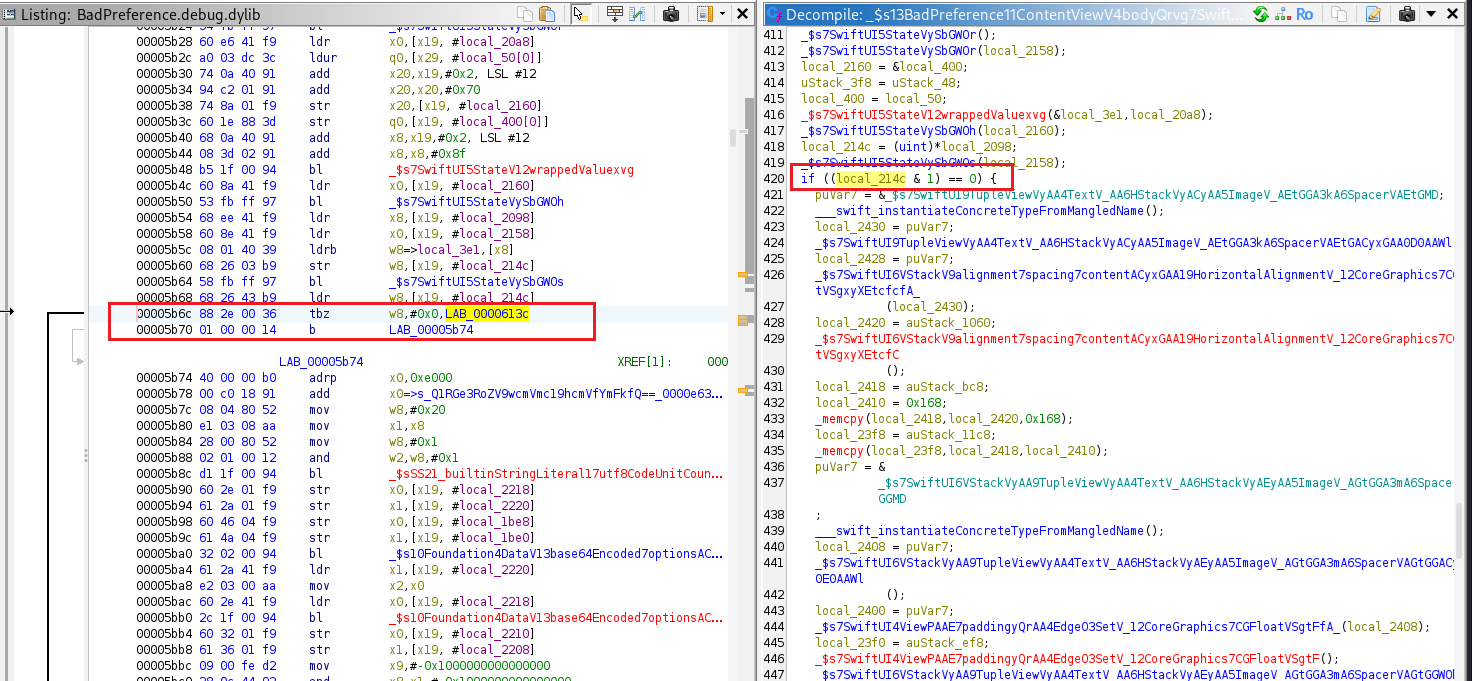 Listing: BadPreference.debug.dylib
00005b28 60 e6 41 f9 ldr x0,[x19, #local_20a8]
00005b2c a0 03 dc 3c ldur q0,[x29, #local_50[0]]
00005b30 74 0a 40 91 add x20,x19,#0x2, LSL #12
00005b34 94 c2 01 91 add x20,x20,#0x70
00005b38 74 8a 01 f9 str x20,[x19, #local_2160]
00005b3c 60 1e 88 3d str q0,[x19, #local_400[0]]
00005b40 68 0a 40 91 add x8,x19,#0x2, LSL #12
00005b44 08 3d 02 91 add x8,x8,#0x8f
00005b48 b5 1f 00 94 bl _$s7SwiftUI5StateV12wrappedValuexvg
00005b4c 60 8a 41 f9 ldr x0,[x19, #local_2160]
00005b50 53 fb ff 97 bl _$s7SwiftUI5StateVySbGWOh
00005b54 68 ee 41 f9 ldr x8,[x19, #local_2098]
00005b58 60 8e 41 f9 ldr x0,[x19, #local_2158]
00005b5c 08 01 40 39 ldrb w8=>local_3e1,[x8]
00005b60 68 26 03 b9 str w8,[x19, #local_214c]
00005b64 58 fb ff 97 bl _$s7SwiftUI5StateVySbGWOs
00005b68 68 26 43 b9 ldr w8,[x19, #local_214c]
00005b6c 88 2e 00 36 tbz w8,#0x0,LAB_0000613c
00005b70 01 00 00 14 b LAB_00005b74
LAB_00005b74 XREF[1]: 000
00005b74 40 00 00 b0 adrp x0,0xe000
00005b78 00 c0 18 91 add x0=>s_Q1RGe3RoZV9wcmVmc19hcmVfYmFkfQ==_0000e63...
00005b7c 08 04 80 52 mov w8,#0x20
00005b80 e1 03 08 aa mov x1,x8
00005b84 28 00 80 52 mov w8,#0x1
00005b88 02 01 00 12 and w2,w8,#0x1
00005b8c d1 1f 00 94 bl _$sSS21_builtinStringLiteral17utf8CodeUnitCoun...
00005b90 60 2e 01 f9 str x0,[x19, #local_2218]
00005b94 61 2a 01 f9 str x1,[x19, #local_2220]
00005b98 60 46 04 f9 str x0,[x19, #local_1be8]
00005b9c 61 4a 04 f9 str x1,[x19, #local_1be0]
00005ba0 32 02 00 94 bl _$s10Foundation4DataV13base64Encoded7optionsAC...
00005ba4 61 2a 41 f9 ldr x1,[x19, #local_2220]
00005ba8 e2 03 00 aa mov x2,x0
00005bac 60 2e 41 f9 ldr x0,[x19, #local_2218]
00005bb0 2c 1f 00 94 bl _$s10Foundation4DataV13base64Encoded7optionsAC...
00005bb4 60 32 01 f9 str x0,[x19, #local_2210]
00005bb8 61 36 01 f9 str x1,[x19, #local_2208]
00005bbc 09 00 fe d2 mov x9,#-0x1000000000000000
Decompile: _$s13BadPreference11ContentViewV4bodyQrvg7Swift...
Ro
411 _$s7SwiftUI5StateVySbGWOr();
412 _$s7SwiftUI5StateVySbGWOr(local_2158);
413 local_2160 = &local_400;
414 uStack_3f8 = uStack_48;
415 local_400 = local_50;
416 _$s7SwiftUI5StateV12wrappedValuexvg(&local_3e1,local_20a8);
417 _$s7SwiftUI5StateVySbGWOh(local_2160);
418 local_214c = (uint)*local_2098;
419 _$s7SwiftUI5StateVySbGWOs(local_2158);
420 if ((local_214c & 1) == 0) {
421 puVar7 = &_$s7SwiftUI9TupleViewVyAA4TextV_AA6HStackVyACyAA5ImageV_AEtGGA3kA6SpacerVAEtGMD;
422 ___swift_instantiateConcreteTypeFromMangledName();
423 local_2430 = puVar7;
424 _$s7SwiftUI9TupleViewVyAA4TextV_AA6HStackVyACyAA5ImageV_AEtGGA3kA6SpacerVAEtGACyxGAA0D0AAWl
425 local_2428 = puVar7;
426 _$s7SwiftUI6VStackV9alignment7spacing7contentACyxGAA19HorizontalAlignmentV_12CoreGraphics7C
tVSgxyXEtcfcfA_
427 (local_2430);
428 local_2420 = auStack_1060;
429 _$s7SwiftUI6VStackV9alignment7spacing7contentACyxGAA19HorizontalAlignmentV_12CoreGraphics7C
tVSgxyXEtcfC
430 ();
431 local_2418 = auStack_bc8;
432 local_2410 = 0x168;
433 _memcpy(local_2418,local_2420,0x168);
434 local_23f8 = auStack_11c8;
435 _memcpy(local_23f8,local_2418,local_2410);
436 puVar7 = &
437 _$s7SwiftUI6VStackVyAA9TupleViewVyAA4TextV_AA6HStackVyAEyAA5ImageV_AGtGGA3mA6Space
GGMD
438 ;
439 ___swift_instantiateConcreteTypeFromMangledName();
440 local_2408 = puVar7;
441 _$s7SwiftUI6VStackVyAA9TupleViewVyAA4TextV_AA6HStackVyAEyAA5ImageV_AGtGGA3mA6SpacerVAGtGGACy
0E0AAWl
442 ();
443 local_2400 = puVar7;
444 _$s7SwiftUI4ViewPAAE7paddingyQrAA4EdgeO3SetV_12CoreGraphics7CGFloatVSgtFfA_(local_2408);
445 local_23f0 = auStack_ef8;
446 _$s7SwiftUI4ViewPAAE7paddingyQrAA4EdgeO3SetV_12CoreGraphics7CGFloatVSgtF();
447 _$s7SwiftUI6VStackVyAA9TupleViewVyAA4TextV_AA6HStackVyAEyAA5ImageV_AGtGGA3mA6SpacerVAGtGGWO